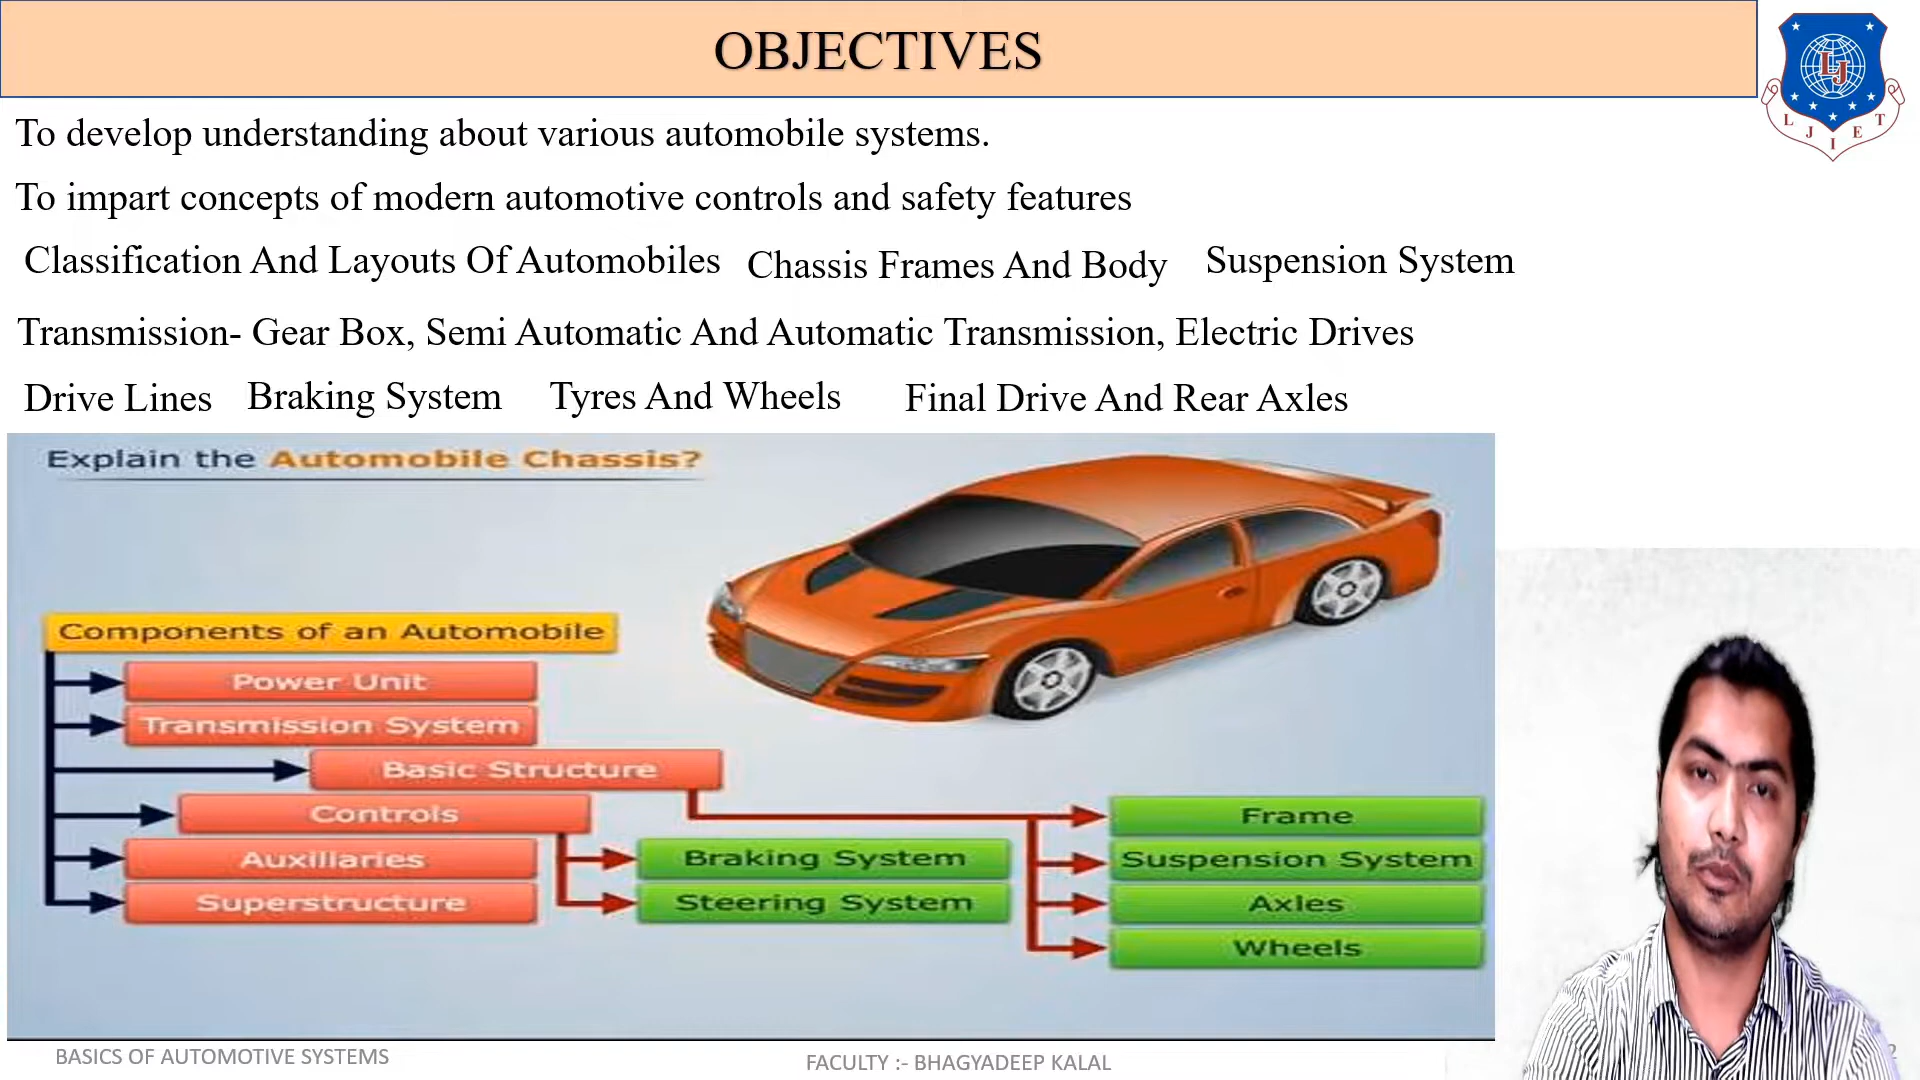 OBJECTIVES
LJ
L J I E T
To develop understanding about various automobile systems.
To impart concepts of modern automotive controls and safety features
Classification And Layouts Of Automobiles Chassis Frames And Body Suspension System
Transmission- Gear Box, Semi Automatic And Automatic Transmission, Electric Drives
Drive Lines Braking System Tyres And Wheels Final Drive And Rear Axles
Explain the Automobile Chassis?
Components of an Automobile
Power Unit
Transmission System
Basic Structure
Controls
Frame
Auxiliaries
Braking System
Suspension System
Superstructure
Steering System
Axles
Wheels
BASICS OF AUTOMOTIVE SYSTEMS
FACULTY :- BHAGYADEEP KALAL
2